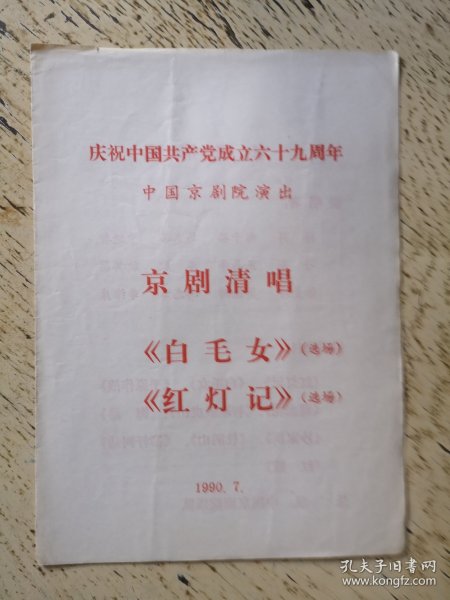 庆祝中国共产党成立六十九周年
中国京剧院演出
京剧清唱
《白毛女》(选场)
《红灯记》(选场)
1990.7.
孔夫子旧书网
www.kongfz.com